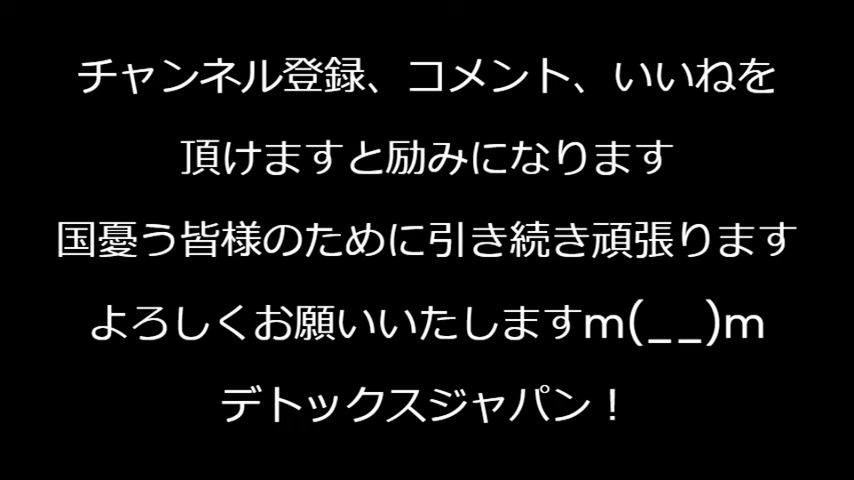 チャンネル登録、コメント、いいねを
頂けますと励みになります
国憂う皆様のために引き続き頑張ります
よろしくお願いいたしますm(__)m
デトックスジャパン！